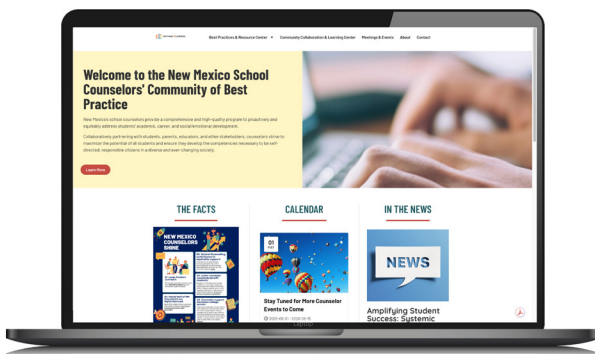 Best Practices & Resource Center
Community Collaboration & Learning Center
Meetings & Events
About
Contact
Welcome to the New Mexico School
Counselors' Community of Best
Practice
New Mexico's school counselors provide a comprehensive and high-quality program to proactively and
equitably address students' academic, career, and social/emotional development.
Collaboratively partnering with students, parents, educators, and other stakeholders, counselors strive to
maximize the potential of all students and ensure they develop the competencies necessary to be self-
directed, responsible citizens in a diverse and ever-changing society.
Learn More
THE FACTS
CALENDAR
IN THE NEWS
NEW MEXICO
COUNSELORS
SHINE
01
NEWS
Stay Tuned for More Counselor
Events to Come
Amplifying Student
Success: Systemic
Laptop